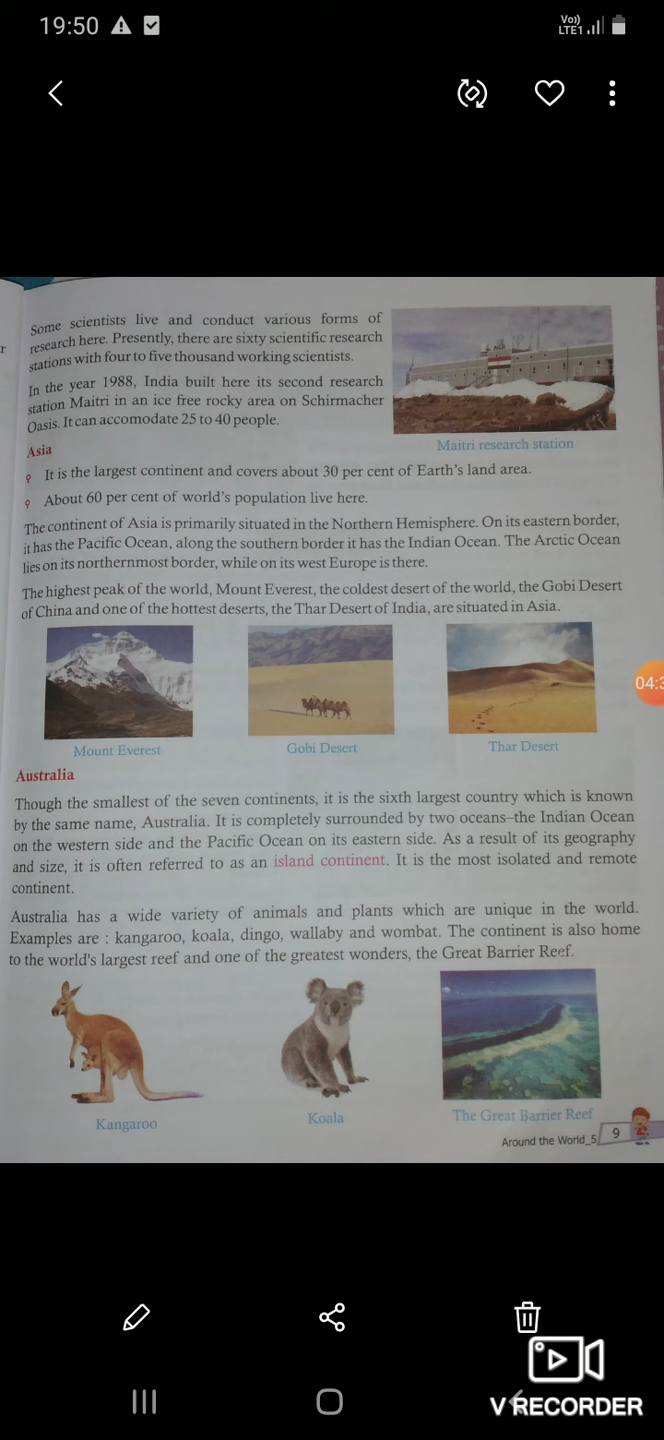 19:50
Vo))
LTE1
Some scientists live and conduct various forms of
research here. Presently, there are sixty scientific research
stations with four to five thousand working scientists.
In the year 1988, India built here its second research
station Maitri in an ice free rocky area on Schirmacher
Oasis. It can accomodate 25 to 40 people.
Maitri research station
Asia
It is the largest continent and covers about 30 per cent of Earth's land area.
About 60 per cent of world's population live here.
The continent of Asia is primarily situated in the Northern Hemisphere. On its eastern border,
it has the Pacific Ocean, along the southern border it has the Indian Ocean. The Arctic Ocean
lies on its northernmost border, while on its west Europe is there.
The highest peak of the world, Mount Everest, the coldest desert of the world, the Gobi Desert
of China and one of the hottest deserts, the Thar Desert of India, are situated in Asia.
04:3
Mount Everest
Gobi Desert
Thar Desert
Australia
Though the smallest of the seven continents, it is the sixth largest country which is known
by the same name, Australia. It is completely surrounded by two oceans–the Indian Ocean
on the western side and the Pacific Ocean on its eastern side. As a result of its geography
and size, it is often referred to as an island continent. It is the most isolated and remote
continent.
Australia has a wide variety of animals and plants which are unique in the world.
Examples are : kangaroo, koala, dingo, wallaby and wombat. The continent is also home
to the world's largest reef and one of the greatest wonders, the Great Barrier Reef.
Kangaroo
Koala
The Great Barrier Reef
Around the World_5
9
V RECORDER